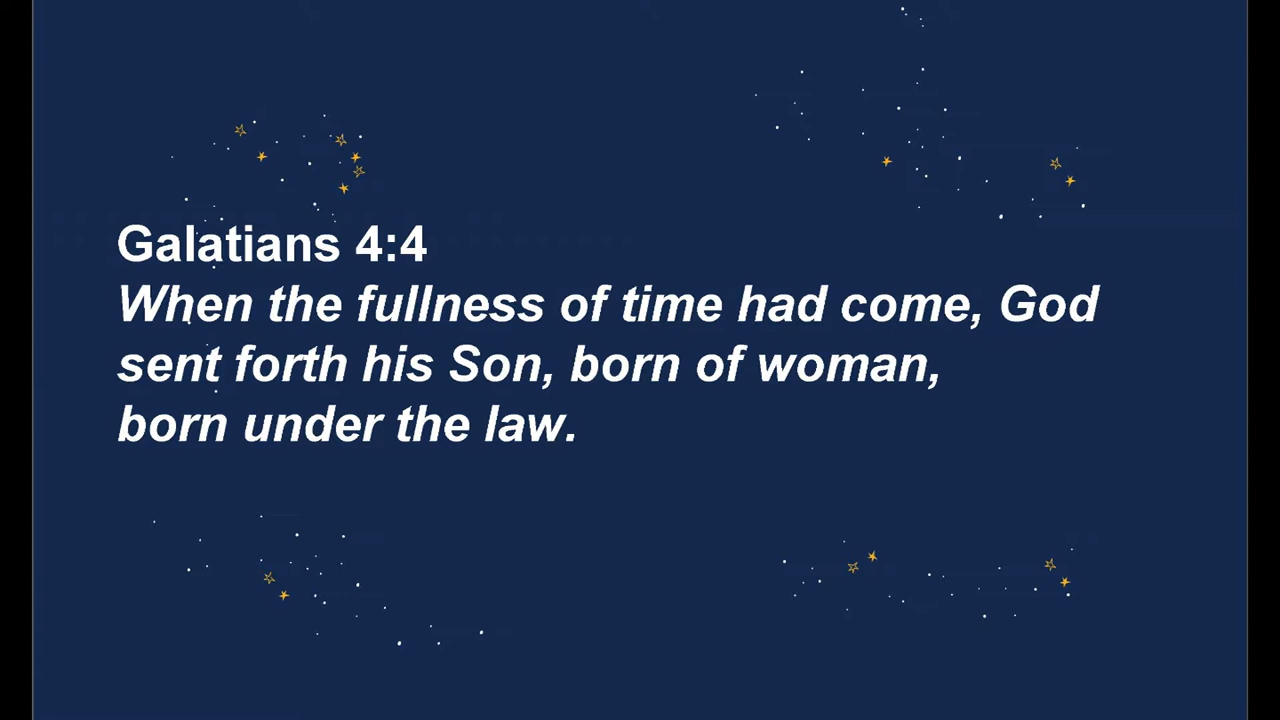 Galatians 4:4
When the fullness of time had come, God
sent forth his Son, born of woman,
born under the law.